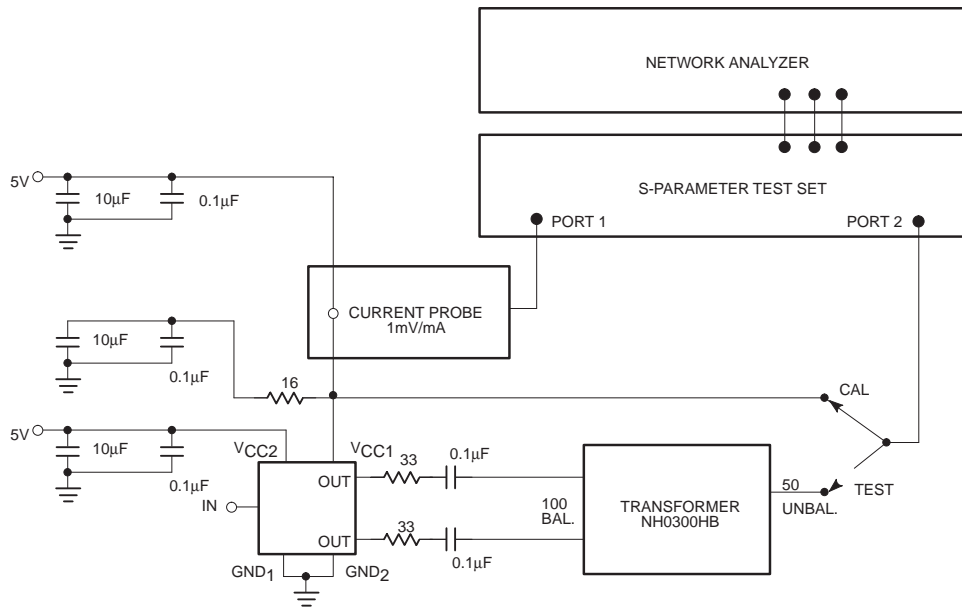 NETWORK ANALYZER
S-PARAMETER TEST SET
PORT 1
PORT 2
5V
10µF
0.1µF
CURRENT PROBE
1mV/mA
10µF
0.1µF
16
CAL
5V
10µF
0.1µF
VCC2
VCC1
33
0.1µF
OUT
IN
OUT
33
0.1µF
100
BAL.
TRANSFORMER
NH0300HB
50
UNBAL.
TEST
GND1
GND2